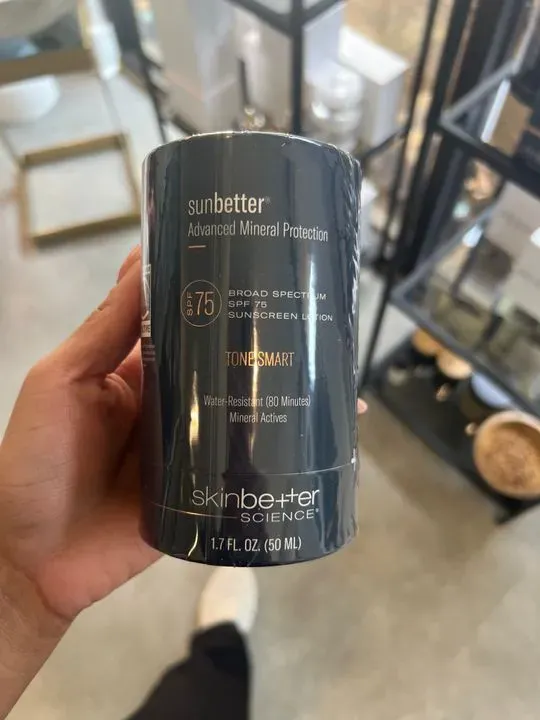 sunbetter®
Advanced Mineral Protection
SPF 75
BROAD SPECTRUM
SPF 75
SUNSCREEN LOTION
TONE SMART
Water-Resistant (80 Minutes)
Mineral Actives
skinbetter
SCIENCE®
1.7 FL. OZ. (50 ML)